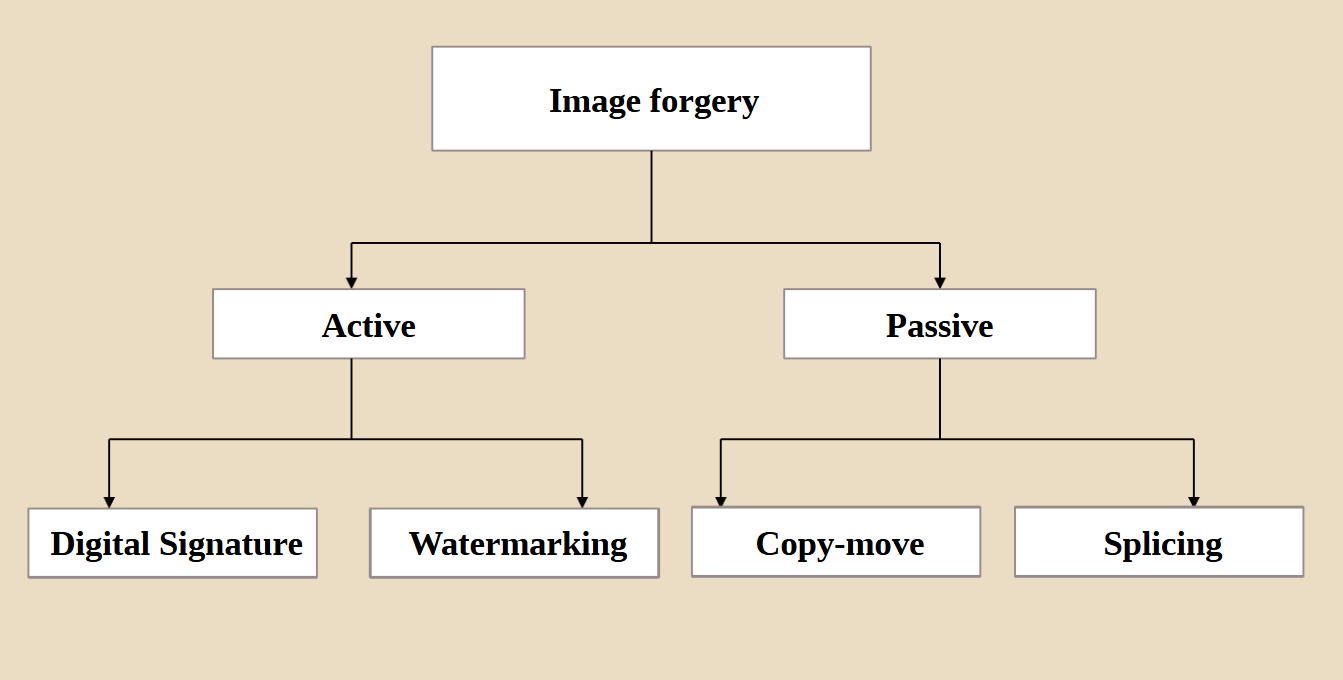 Image forgery
Active
Passive
Digital Signature
Watermarking
Copy-move
Splicing